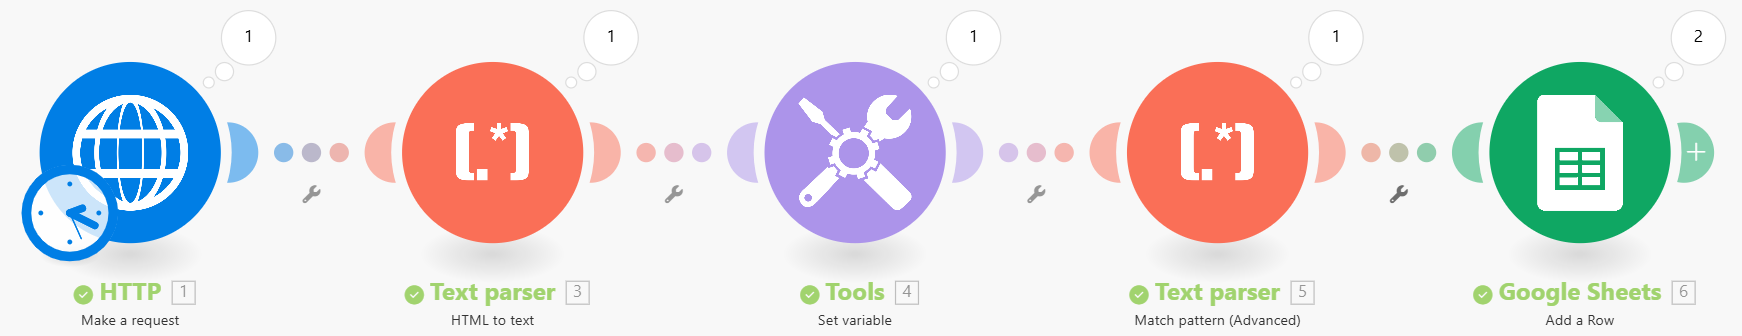 1 1 1 1 2
[.*] [.*]
HTTP 1 Text parser 3 Tools 4 Text parser 5 Google Sheets 6
Make a request HTML to text Set variable Match pattern (Advanced) Add a Row